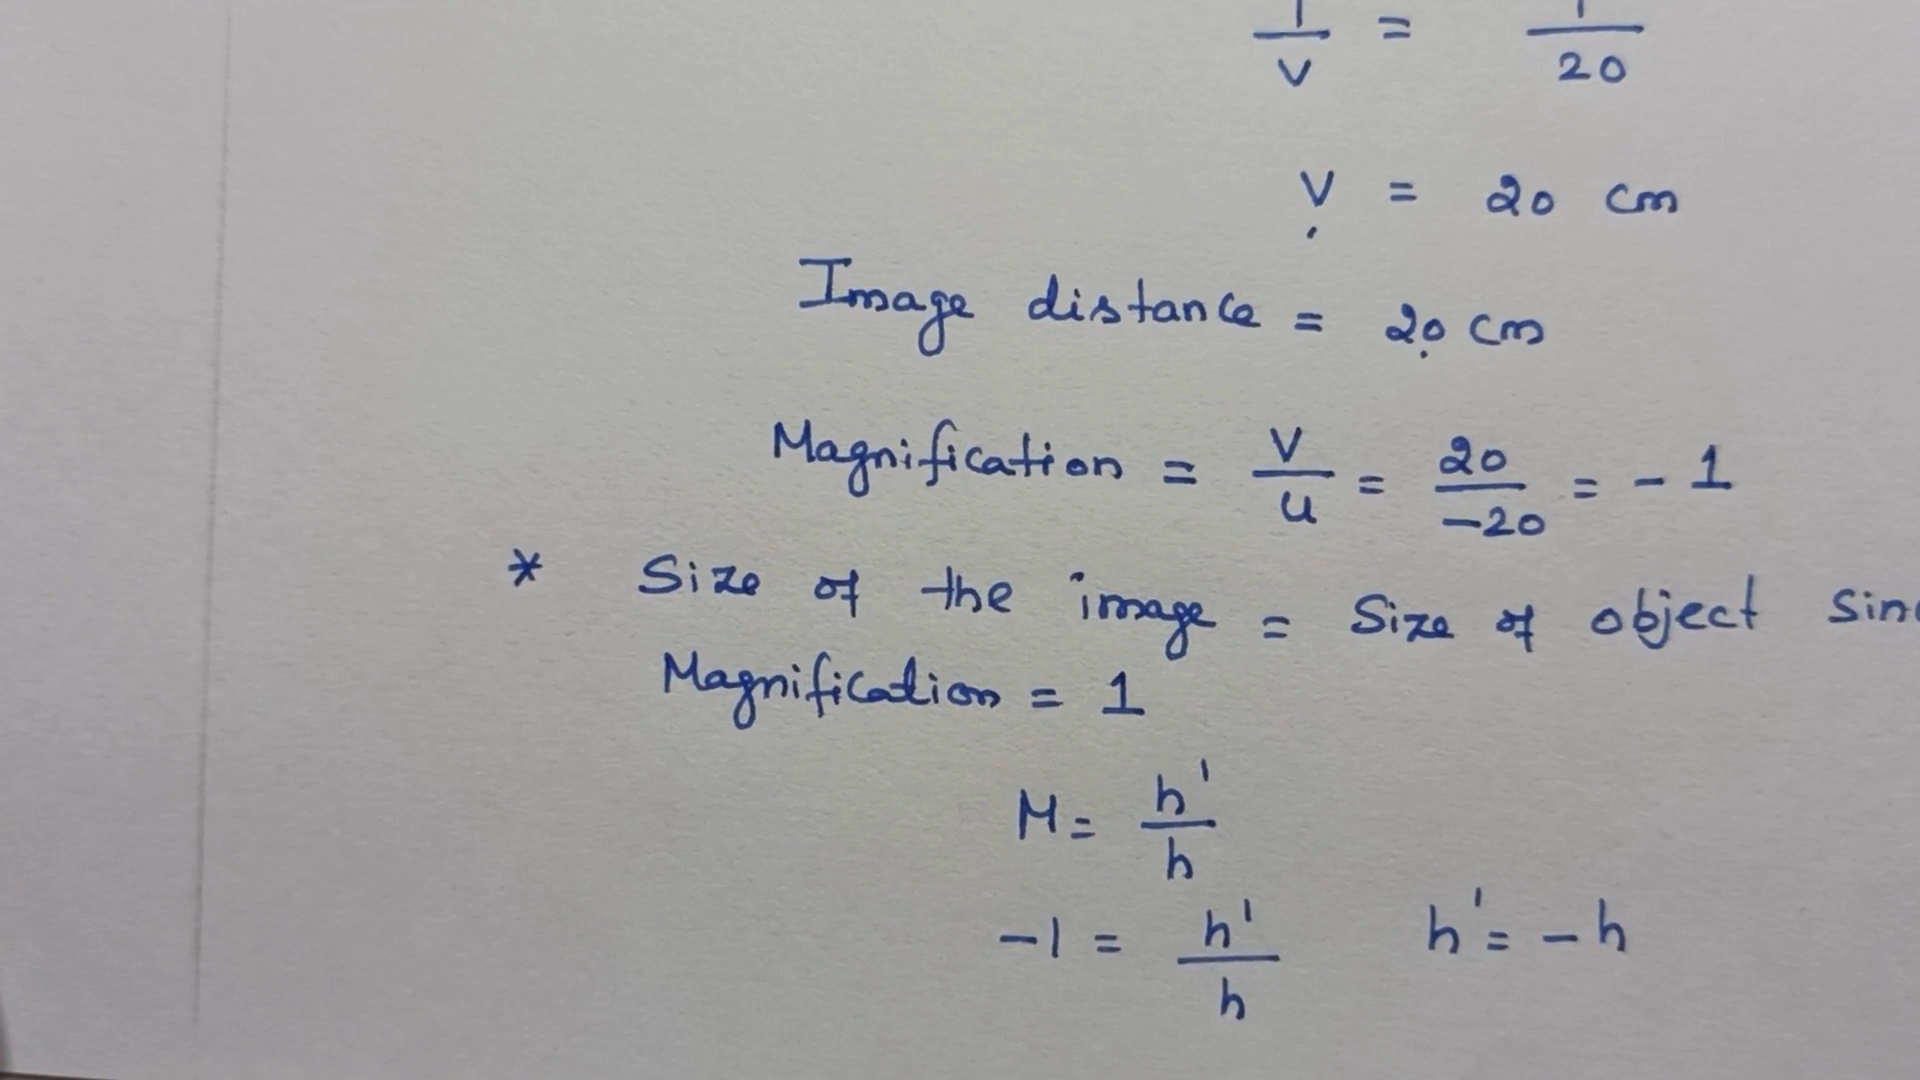 1/v = 1/20
v = 20 cm
Image distance = 20 cm
Magnification = v/u = 20/-20 = - 1
* Size of the image = Size of object
Magnification = 1
M = h'/h
-1 = h'/h h' = - h